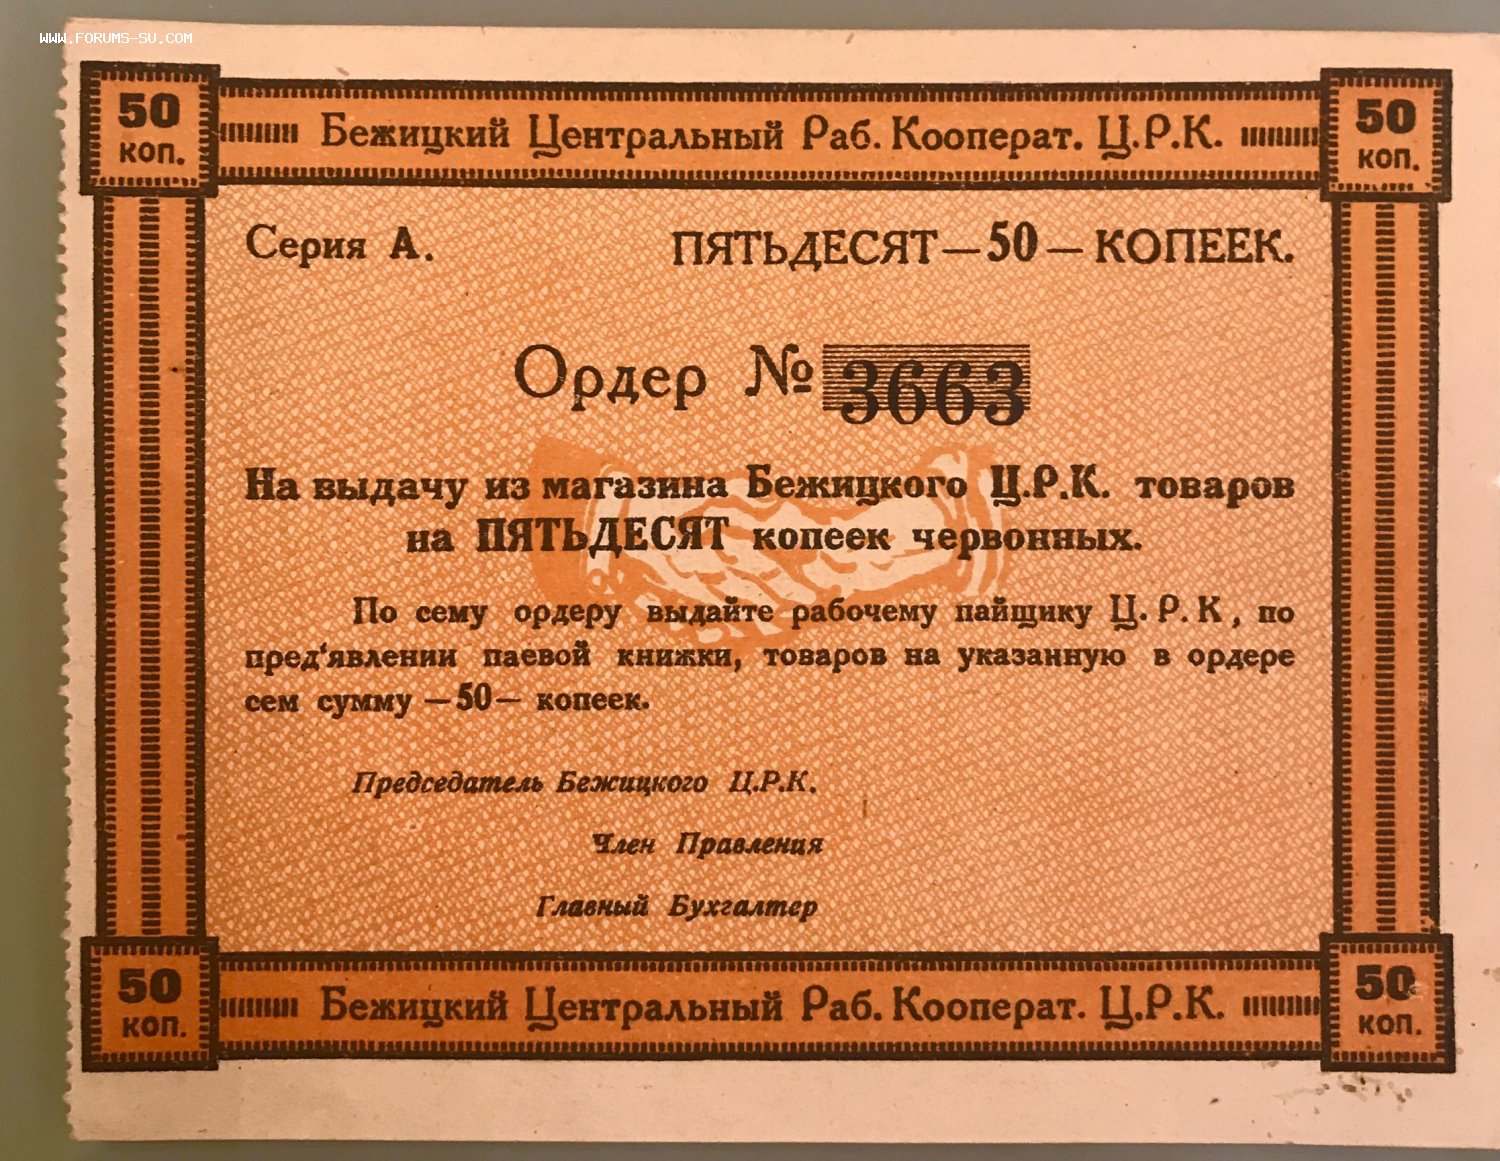 WWW.FORUMS-SU.COM
50 коп.
Бежицкий Центральный Раб. Кооперат. Ц.Р.К.
50 коп.
Серия А.
ПЯТЬДЕСЯТ—50—КОПЕЕК.
Ордер № 3663
На выдачу из магазина Бежицкого Ц.Р.К. товаров
на ПЯТЬДЕСЯТ копеек червонных.
По сему ордеру выдайте рабочему пайщику Ц. Р. К, по
пред‘явлении паевой книжки, товаров на указанную в ордере
сем сумму —50— копеек.
Председатель Бежицкого Ц.Р.К.
Член Правления
Главный Бухгалтер
50 коп.
Бежицкий Центральный Раб. Кооперат. Ц.Р.К.
50 коп.